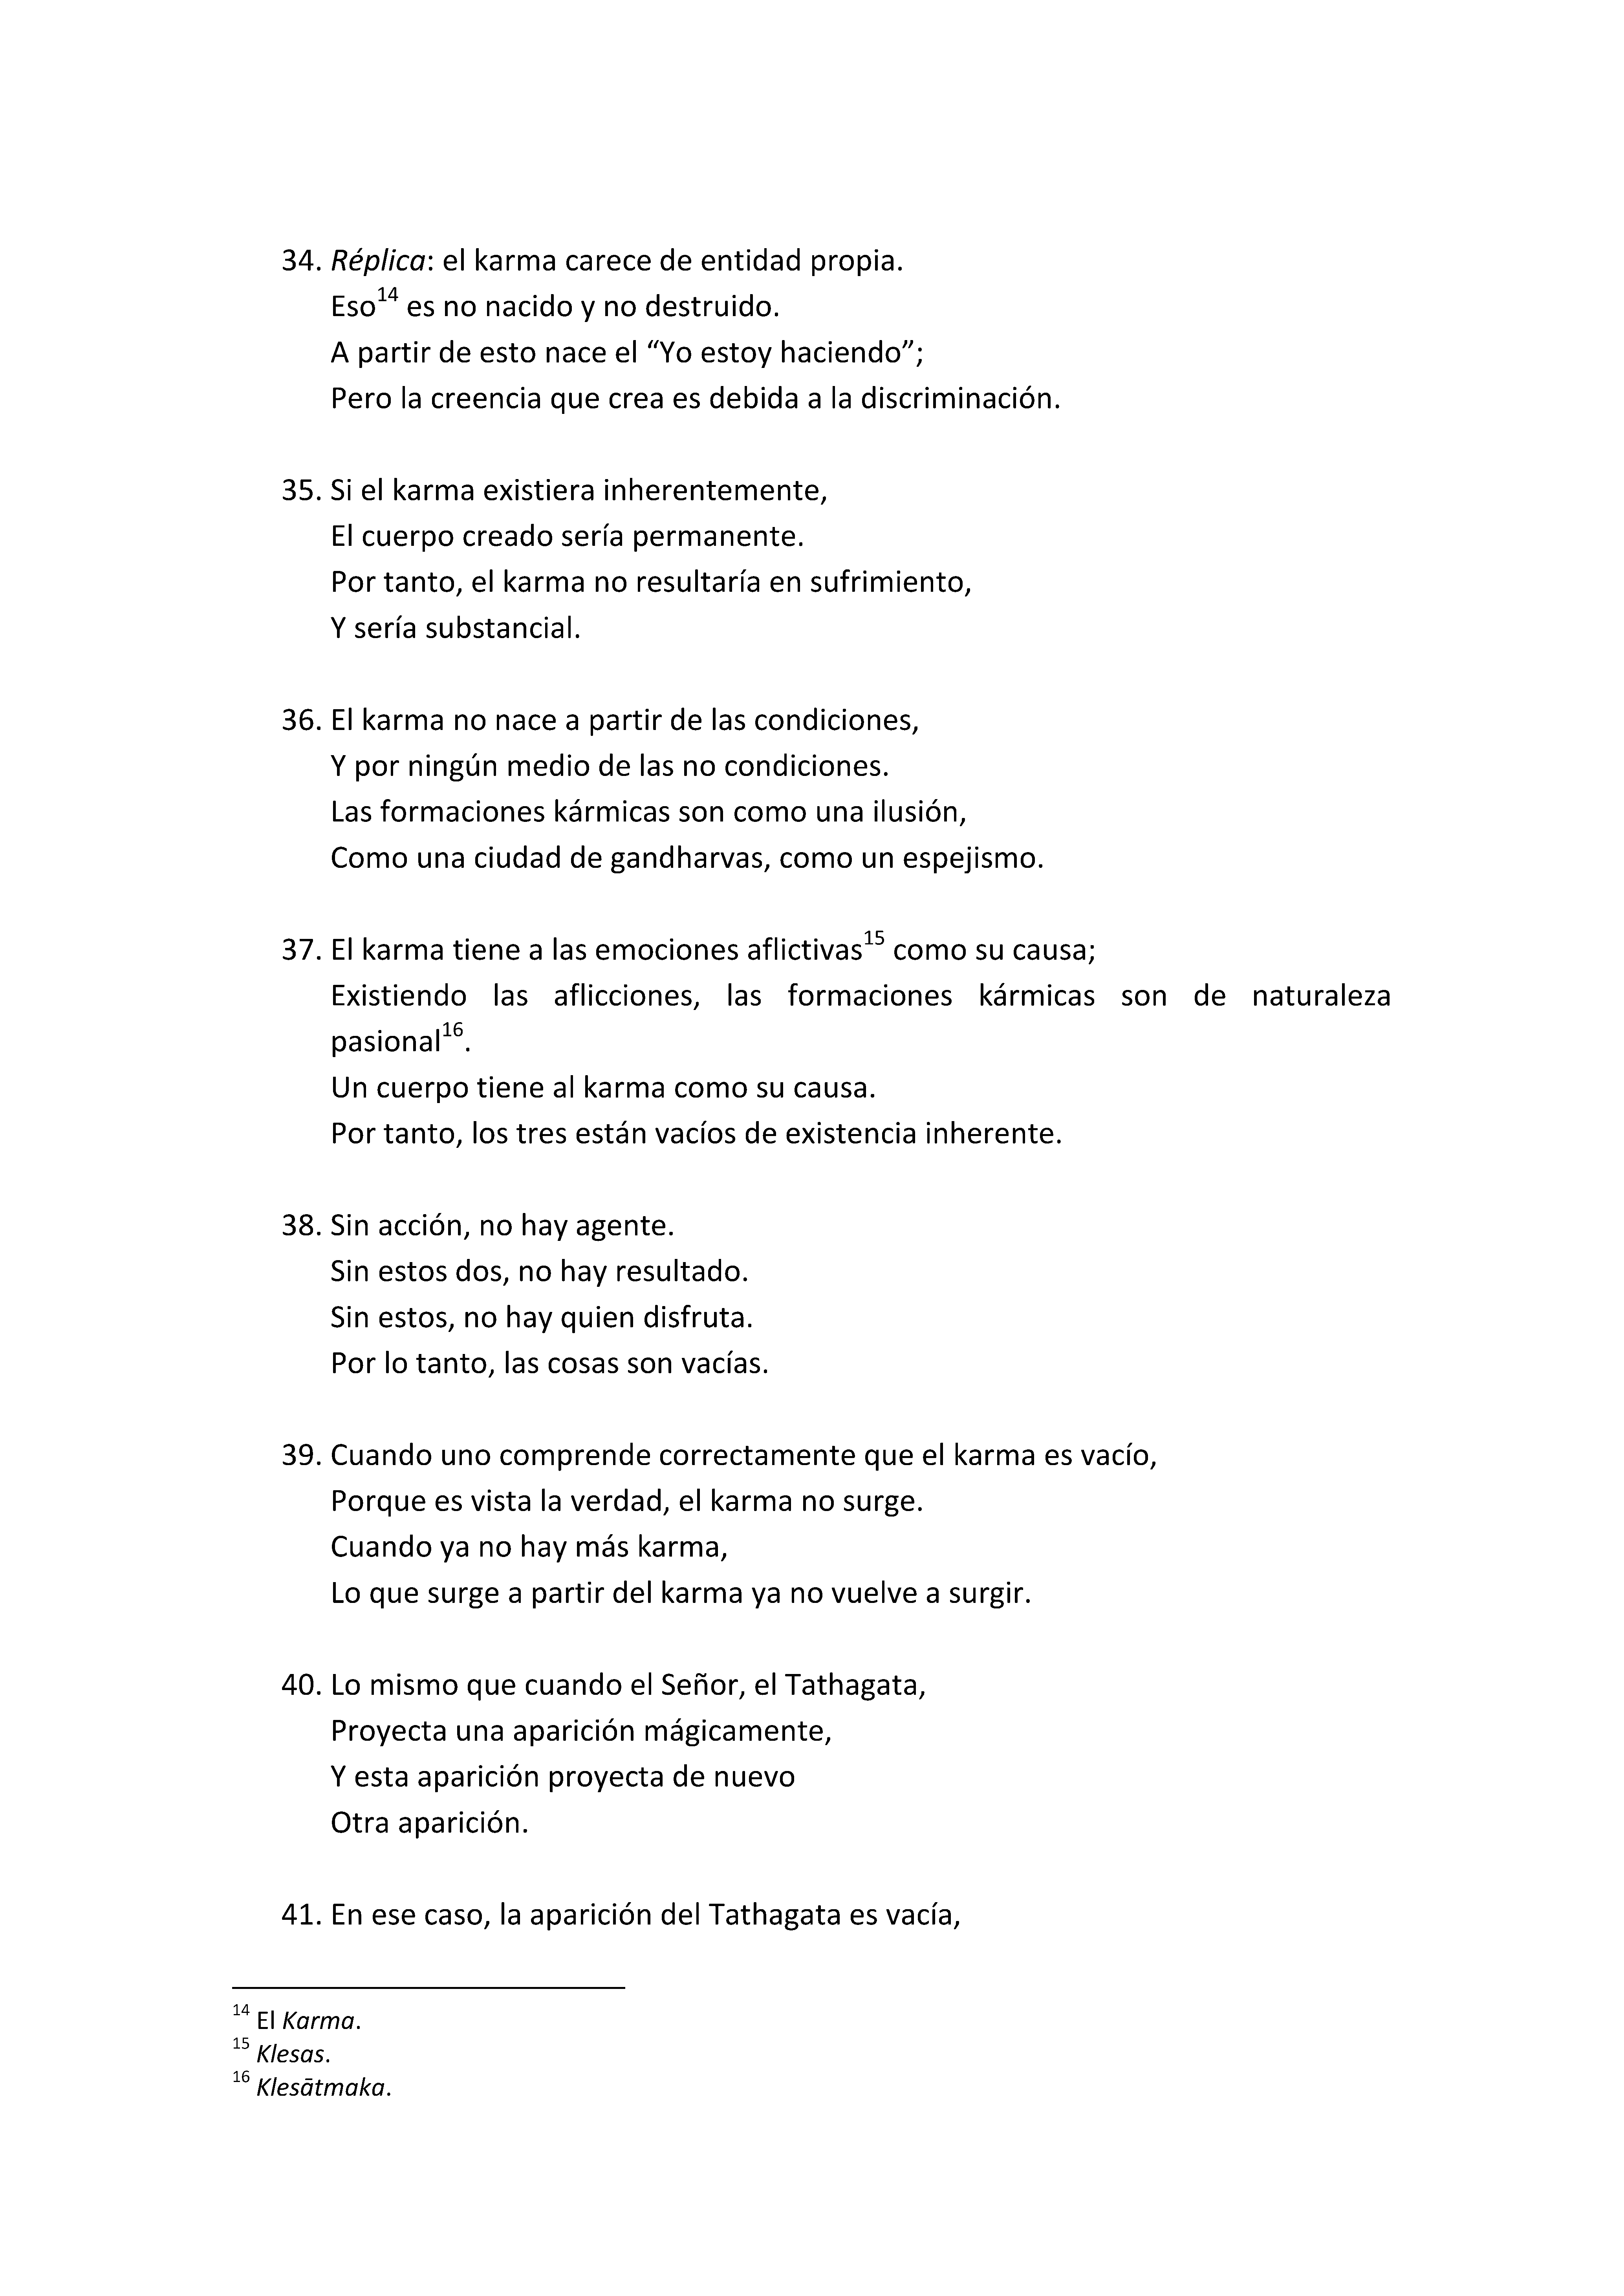 34. Réplica: el karma carece de entidad propia.
Eso14 es no nacido y no destruido.
A partir de esto nace el “Yo estoy haciendo”;
Pero la creencia que crea es debida a la discriminación.
35. Si el karma existiera inherentemente,
El cuerpo creado sería permanente.
Por tanto, el karma no resultaría en sufrimiento,
Y sería substancial.
36. El karma no nace a partir de las condiciones,
Y por ningún medio de las no condiciones.
Las formaciones kármicas son como una ilusión,
Como una ciudad de gandharvas, como un espejismo.
37. El karma tiene a las emociones aflictivas15 como su causa;
Existiendo las aflicciones, las formaciones kármicas son de naturaleza
pasional16.
Un cuerpo tiene al karma como su causa.
Por tanto, los tres están vacíos de existencia inherente.
38. Sin acción, no hay agente.
Sin estos dos, no hay resultado.
Sin estos, no hay quien disfruta.
Por lo tanto, las cosas son vacías.
39. Cuando uno comprende correctamente que el karma es vacío,
Porque es vista la verdad, el karma no surge.
Cuando ya no hay más karma,
Lo que surge a partir del karma ya no vuelve a surgir.
40. Lo mismo que cuando el Señor, el Tathagata,
Proyecta una aparición mágicamente,
Y esta aparición proyecta de nuevo
Otra aparición.
41. En ese caso, la aparición del Tathagata es vacía,
14 El Karma.
15 Klesas.
16 Klesātmaka.